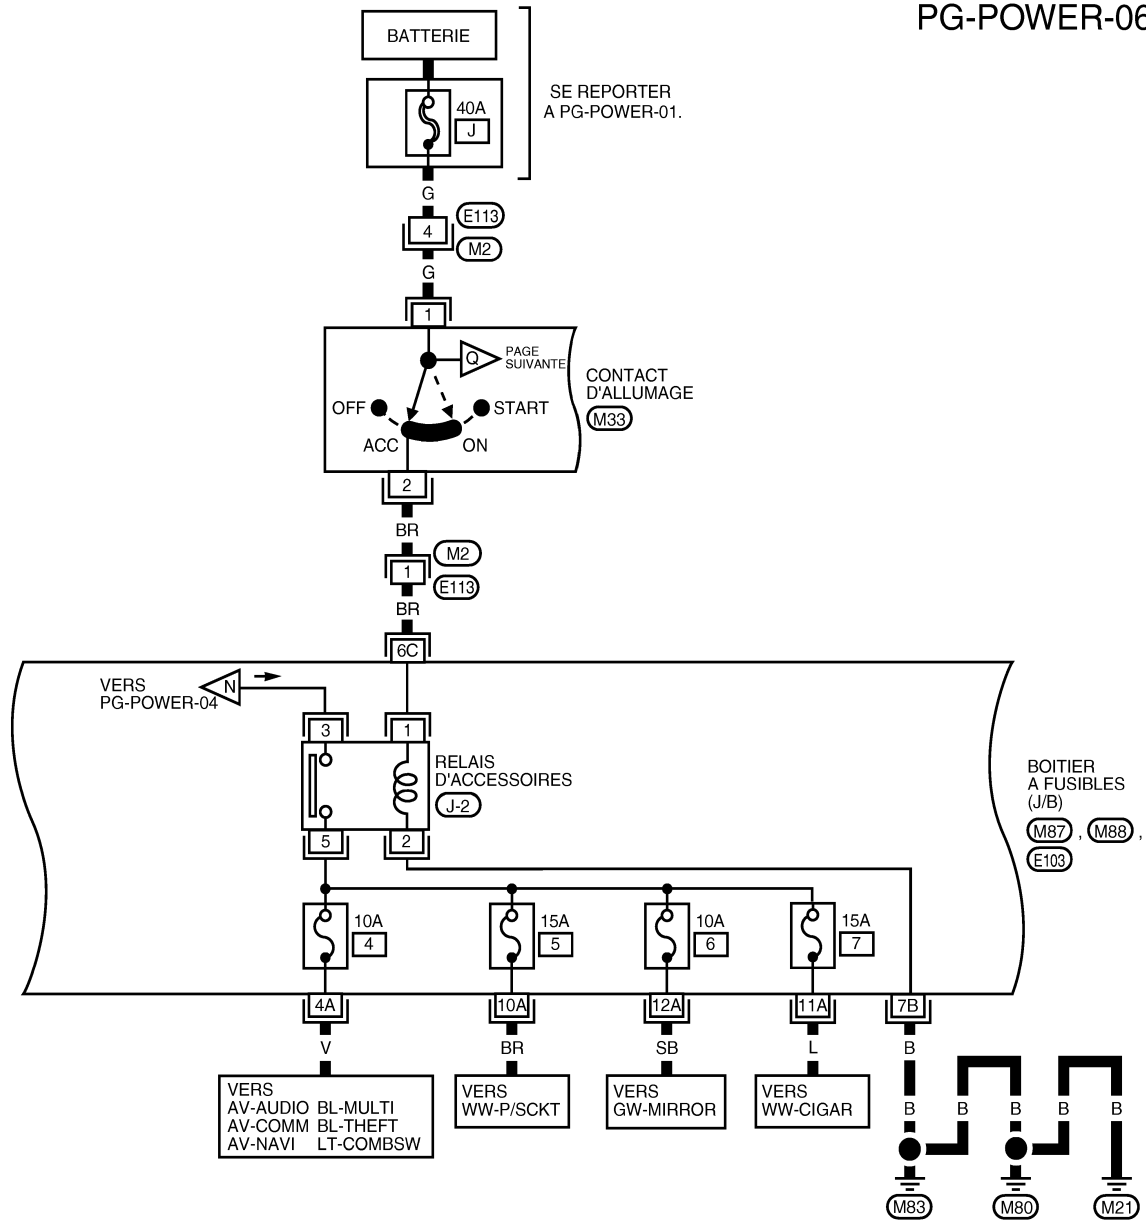 PG-POWER-06
BATTERIE
40A
J
SE REPORTER
A PG-POWER-01.
G
E113
4
M2
G
1
Q
PAGE
SUIVANTE
CONTACT
D'ALLUMAGE
M33
OFF
START
ACC
ON
2
BR
M2
1
E113
BR
6C
VERS
PG-POWER-04
N
3
1
RELAIS
D'ACCESSOIRES
J-2
5
2
BOITIER
A FUSIBLES
(J/B)
M87 , M88 ,
E103
10A
4
15A
5
10A
6
15A
7
4A
10A
12A
11A
7B
V
BR
SB
L
B
VERS
AV-AUDIO BL-MULTI
AV-COMM BL-THEFT
AV-NAVI LT-COMBSW
VERS
WW-P/SCKT
VERS
GW-MIRROR
VERS
WW-CIGAR
B
B
B
B
B
M83
M80
M21